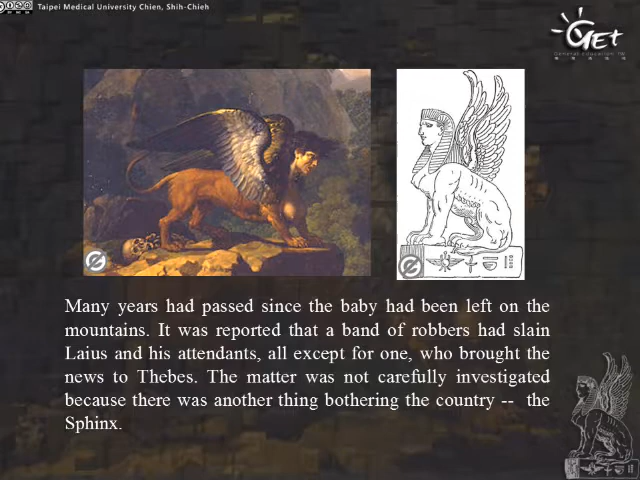 Taipei Medical University Chien, Shih-Chieh
GET
General Education TW
Many years had passed since the baby had been left on the
mountains. It was reported that a band of robbers had slain
Laius and his attendants, all except for one, who brought the
news to Thebes. The matter was not carefully investigated
because there was another thing bothering the country -- the
Sphinx.